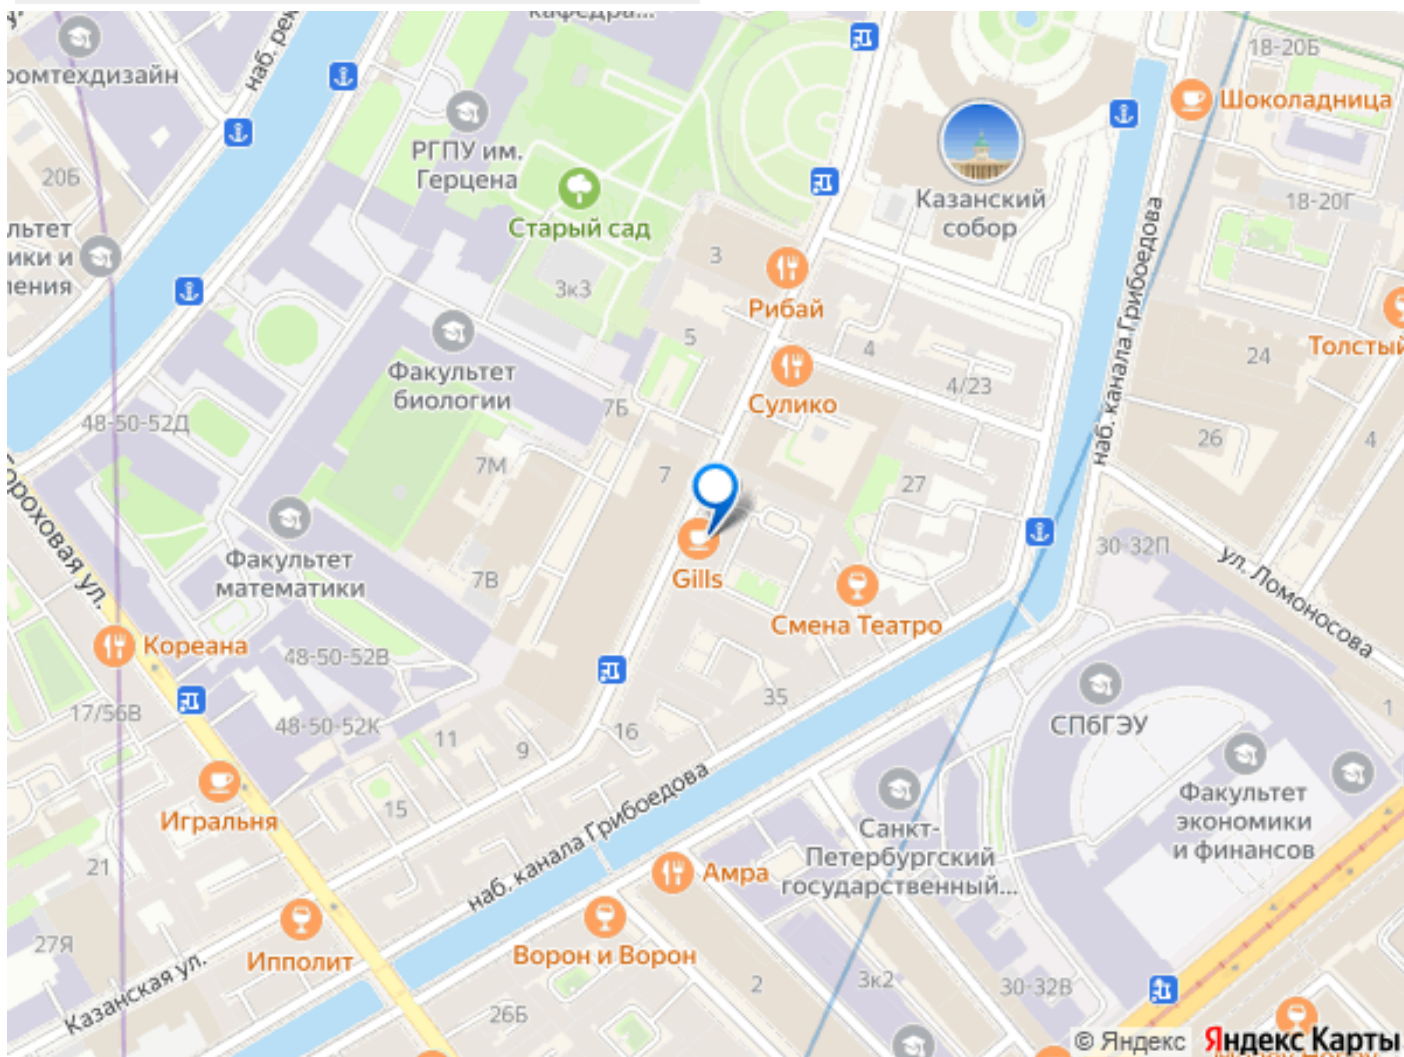 кафедра...
наб. рек
18-20Б
Шоколадница
20Б
РГПУ им.
Герцена
Казанский
собор
18-20Г
Старый сад
3
3к3
Рибай
наб. канала Грибоедова
Толстый
5
4
24
Факультет
биологии
4/23
Сулико
48-50-52Д
7Б
26
4
7М
7
27
Факультет
математики
Гороховая ул.
7В
Gills
30-32П
ул. Ломоносова
Смена Театро
Кореана
48-50-52В
35
СПбГЭУ
1
17/56В
48-50-52К
11
9
16
Игральня
15
наб. канала Грибоедова
Факультет
экономики
и финансов
Санкт-
Петербургский
государственный...
21
Амра
Ипполит
Ворон и Ворон
27Я
Казанская ул.
26Б
2
3к2
30-32В
© Яндекс Яндекс Карты